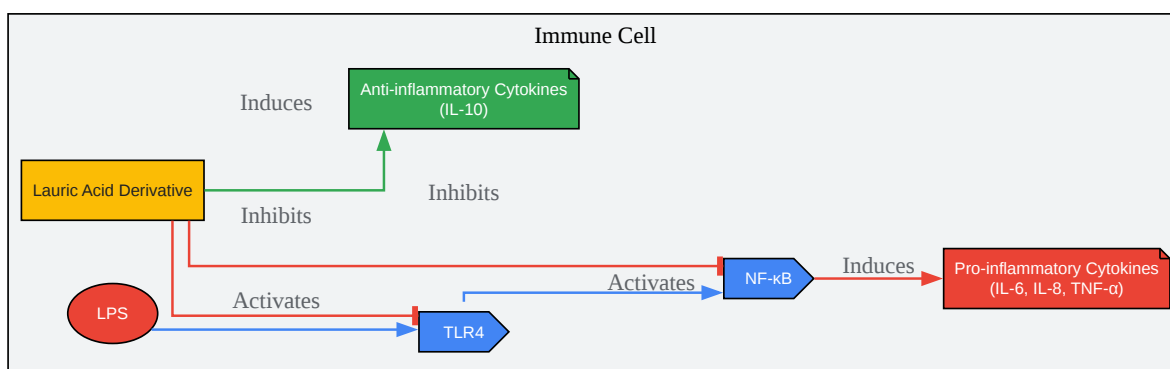 Immune Cell
Anti-inflammatory Cytokines
(IL-10)
Induces
Lauric Acid Derivative
Inhibits
Inhibits
NF-κB
Induces
Pro-inflammatory Cytokines
(IL-6, IL-8, TNF-α)
Activates
LPS
Activates
TLR4